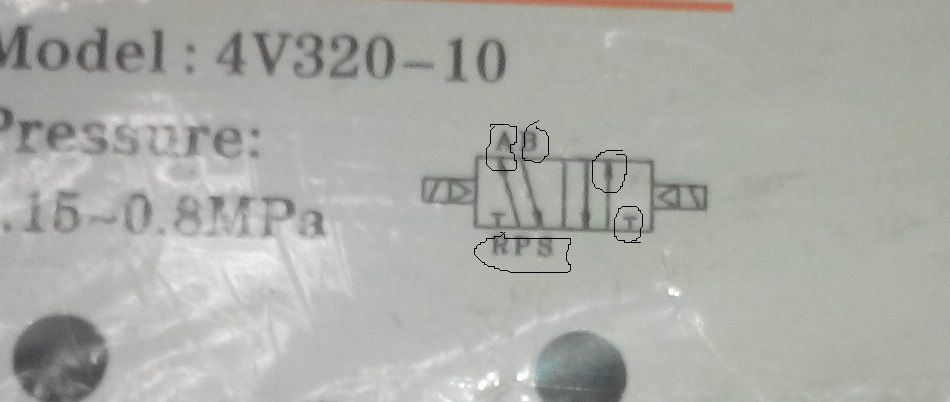 Model: 4V320-10
Pressure:
.15~0.8MPa
A B
R P S